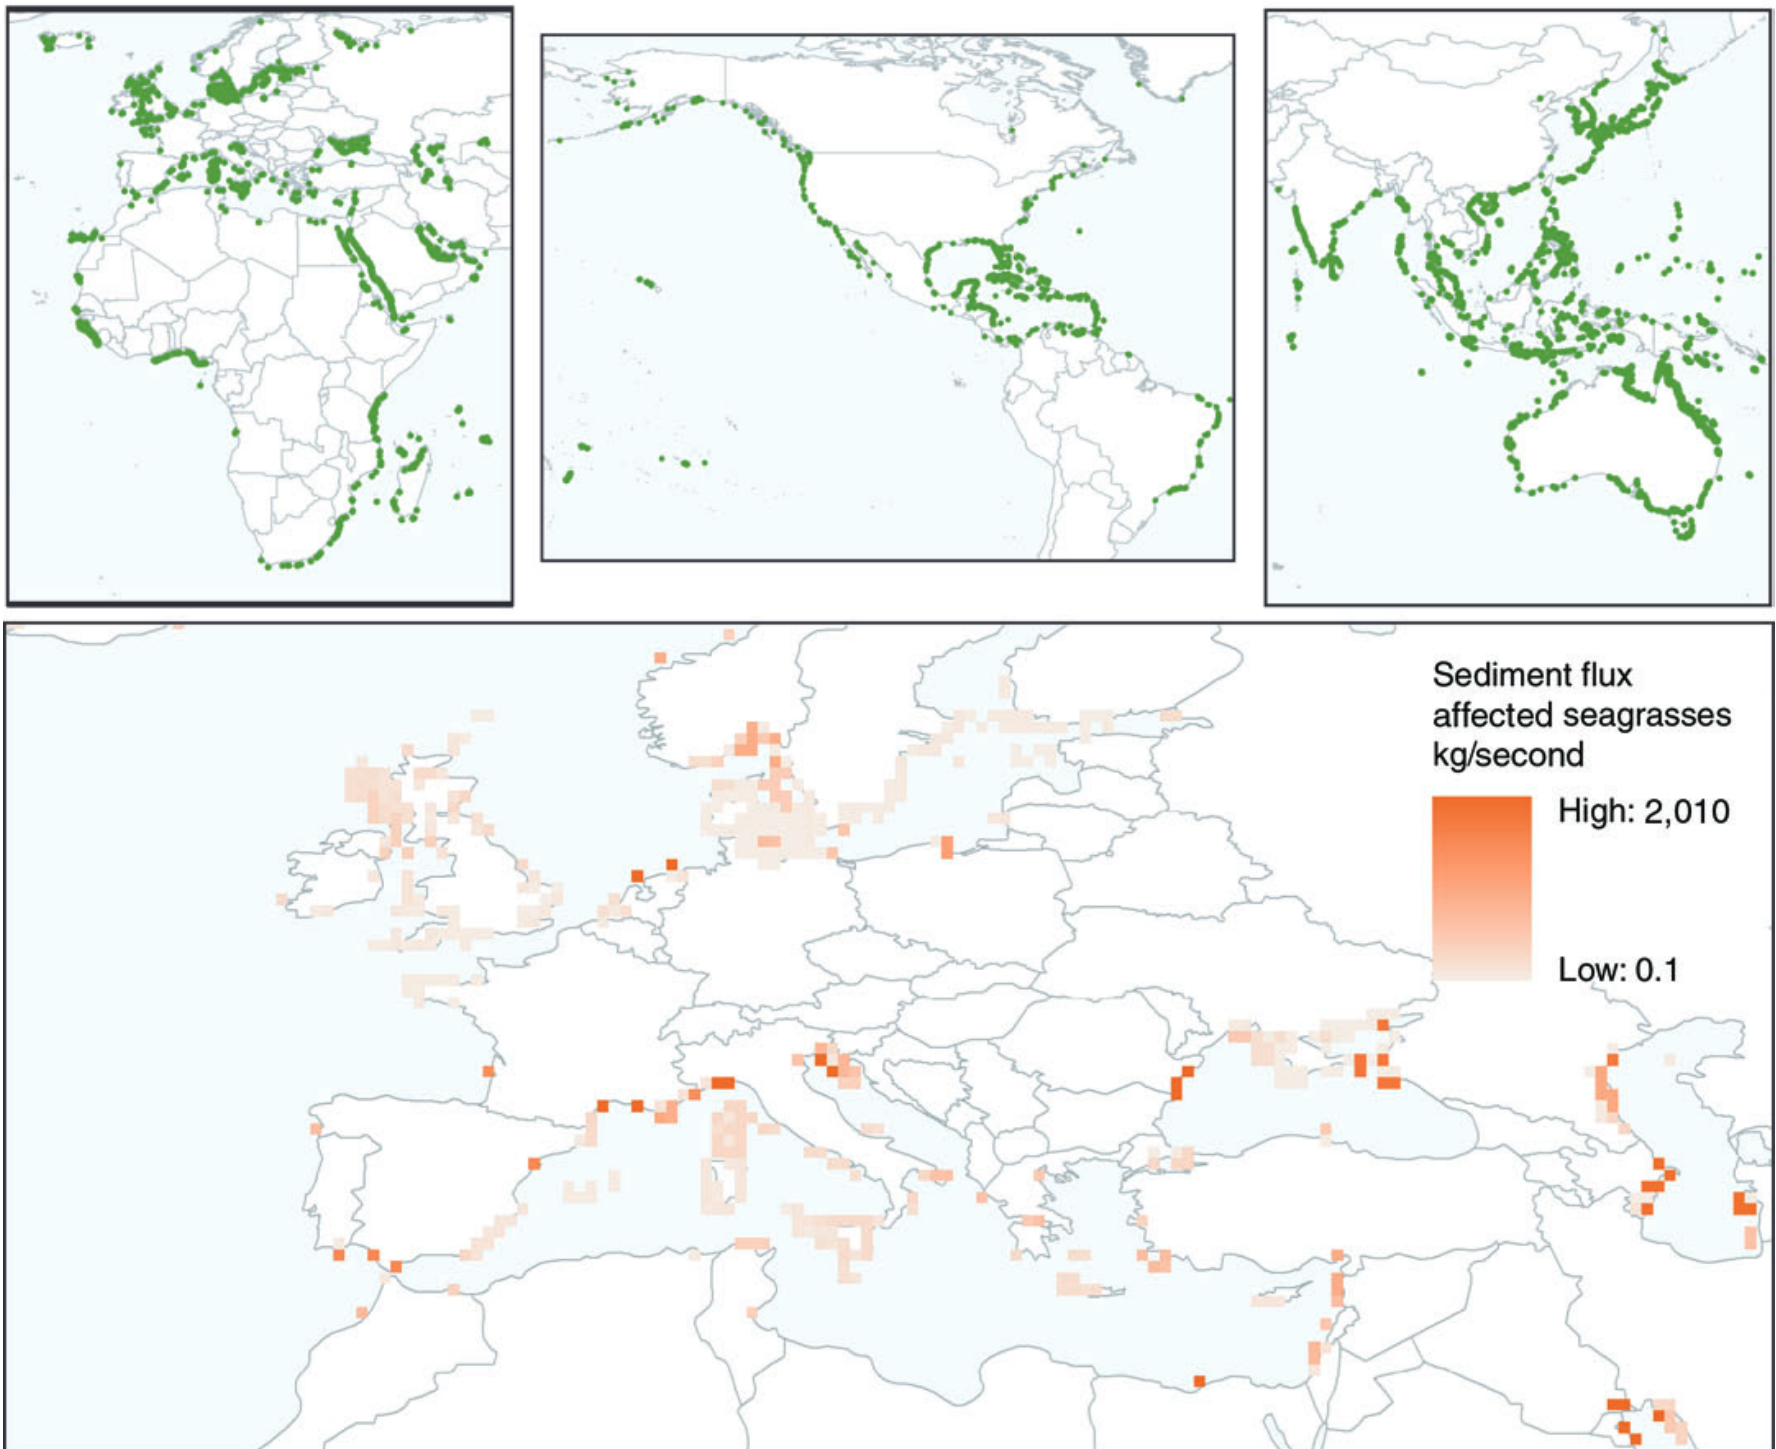 Sediment flux
affected seagrasses
kg/second
High: 2,010
Low: 0.1